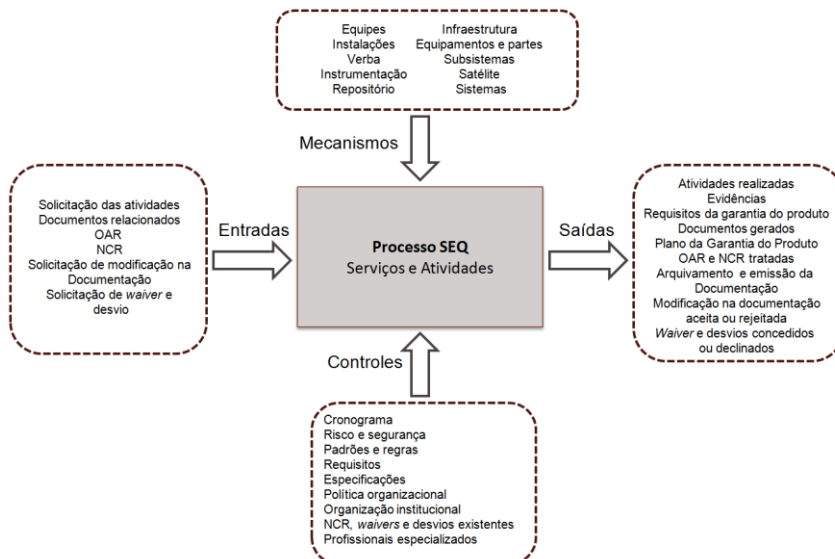 Equipes
Instalações
Verba
Instrumentação
Repositório
Infraestrutura
Equipamentos e partes
Subsistemas
Satélite
Sistemas
Mecanismos
Solicitação das atividades
Documentos relacionados
OAR
NCR
Solicitação de modificação na
Documentação
Solicitação de waiver e
desvio
Entradas
Processo SEQ
Serviços e Atividades
Saídas
Atividades realizadas
Evidências
Requisitos da garantia do produto
Documentos gerados
Plano da Garantia do Produto
OAR e NCR tratadas
Arquivamento e emissão da
Documentação
Modificação na documentação
aceita ou rejeitada
Waiver e desvios concedidos
ou declinados
Controles
Cronograma
Risco e segurança
Padrões e regras
Requisitos
Especificações
Política organizacional
Organização institucional
NCR, waivers e desvios existentes
Profissionais especializados